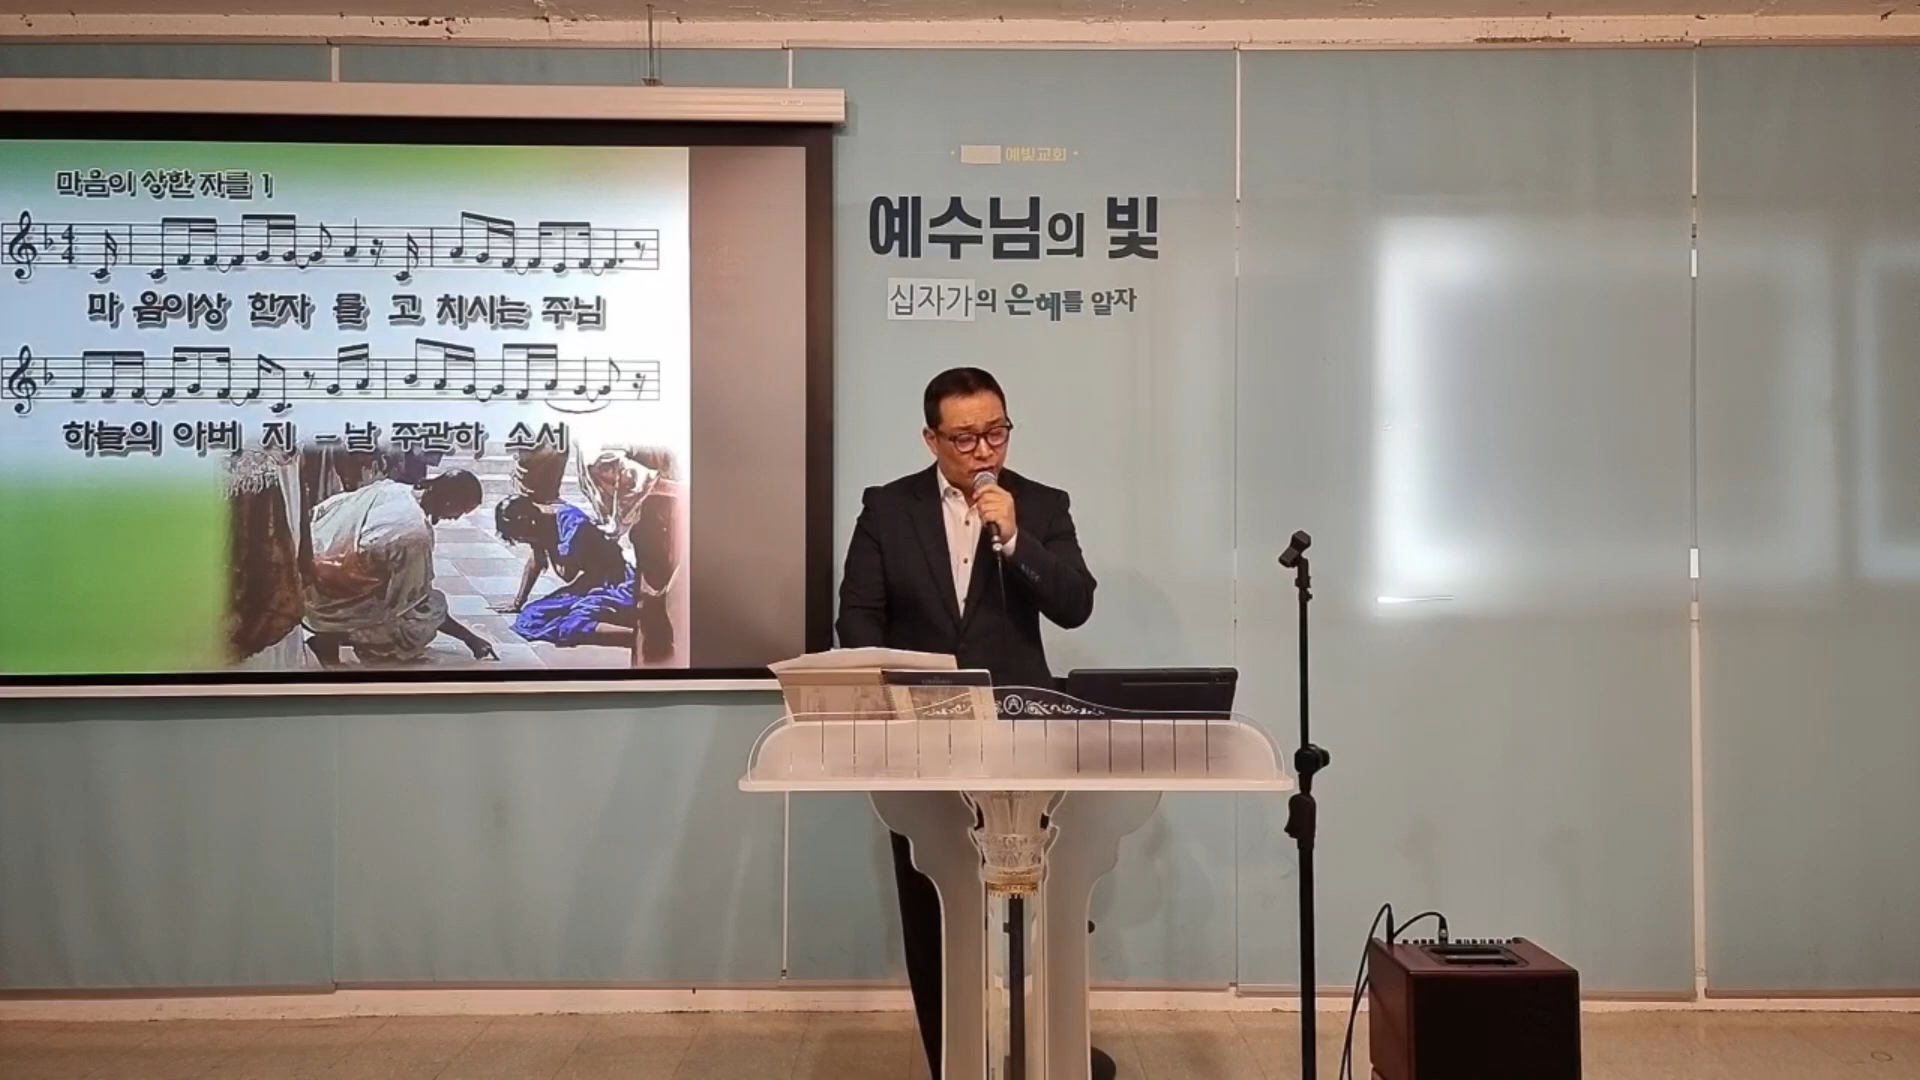 마음이 상한 자를 1
마 음이상 한자 를 고 치시는 주님
하늘의 아버 지 - 날 주관하 소서
예빛교회
예수님의 빛
십자가의 은혜를 알자